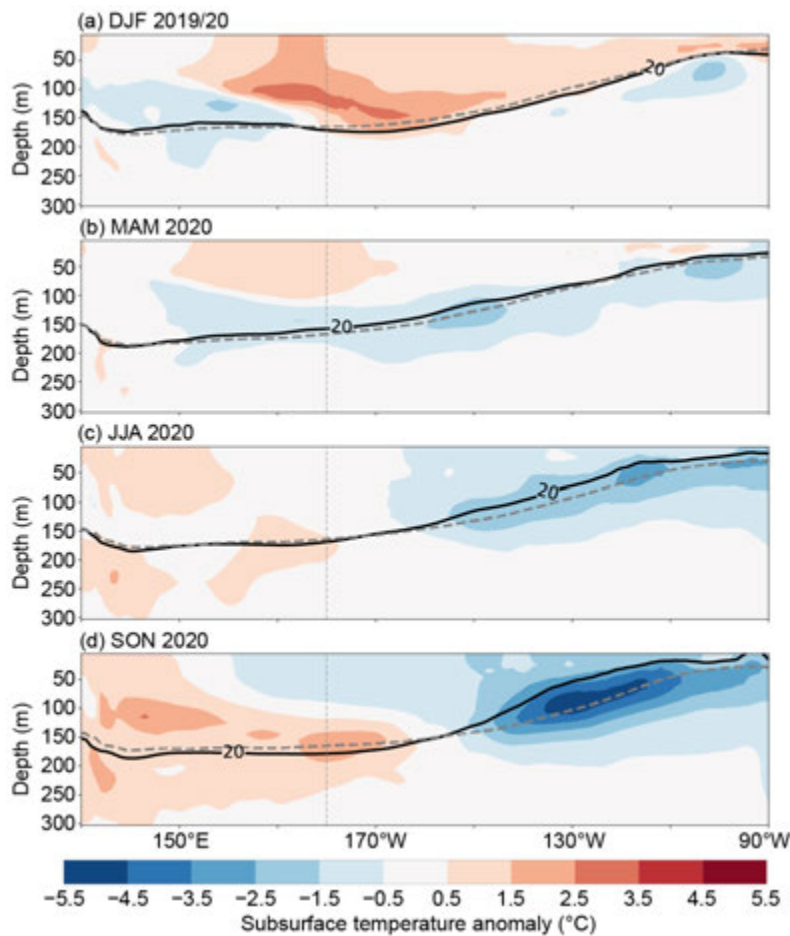 (a) DJF 2019/20
50
100
150
200
250
300
Depth (m)
20
(b) MAM 2020
50
100
150
200
250
300
Depth (m)
20
(c) JJA 2020
50
100
150
200
250
300
Depth (m)
20
(d) SON 2020
50
100
150
200
250
300
Depth (m)
20
150°E 170°W 130°W 90°W
−5.5 −4.5 −3.5 −2.5 −1.5 −0.5 0.5 1.5 2.5 3.5 4.5 5.5
Subsurface temperature anomaly (°C)